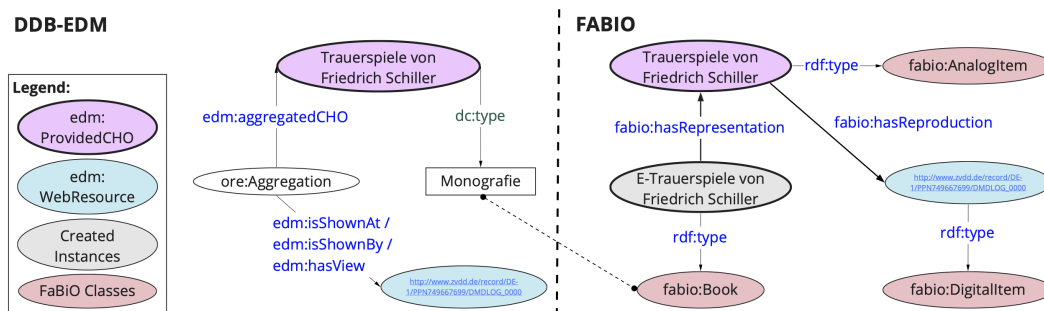 DDB-EDM
Legend:
edm:
ProvidedCHO
edm:
WebResource
Created
Instances
FaBiO Classes
Trauerspiele von
Friedrich Schiller
edm:aggregatedCHO
dc:type
ore:Aggregation
Monografie
edm:isShownAt /
edm:isShownBy /
edm:hasView
http://www.zvdd.de/record/DE-
1/PPN749667699/DMDLOG_0000
FABIO
Trauerspiele von
Friedrich Schiller
rdf:type
fabio:AnalogItem
fabio:hasRepresentation
fabio:hasReproduction
E-Trauerspiele von
Friedrich Schiller
http://www.zvdd.de/record/DE-
1/PPN749667699/DMDLOG_0000
rdf:type
rdf:type
fabio:Book
fabio:DigitalItem